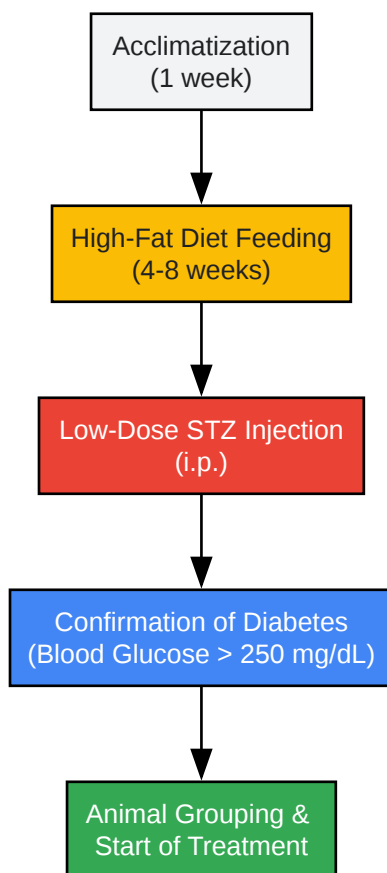 Acclimatization
(1 week)
High-Fat Diet Feeding
(4-8 weeks)
Low-Dose STZ Injection
(i.p.)
Confirmation of Diabetes
(Blood Glucose > 250 mg/dL)
Animal Grouping &
Start of Treatment